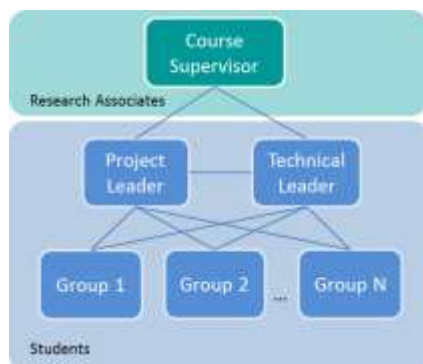 Course
Supervisor
Research Associates
Project
Leader
Technical
Leader
Group 1
Group 2
...
Group N
Students